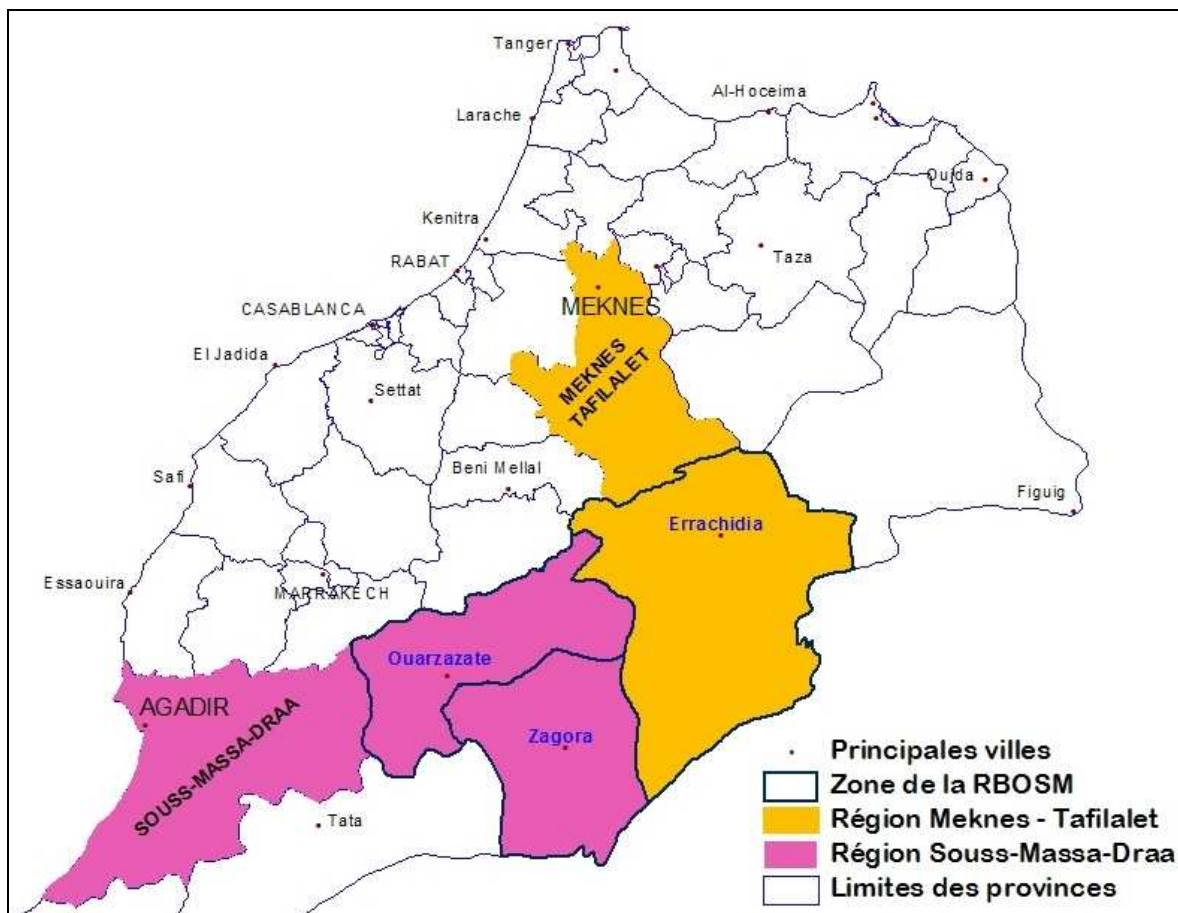 Tanger
Al-Hoceima
Larache
Oujda
Kenitra
Taza
RABAT
MEKNES
CASABLANCA
MEKNES
TAFILALET
El Jadida
Settat
Beni Mellal
Safi
Figuig
Errachidia
Essaouira
MARRAKECH
Ouarzazate
AGADIR
SOUSS-MASSA-DRAA
Zagora
Tata
Principales villes
Zone de la RBOSM
Région Meknes - Tafilalet
Région Souss-Massa-Draa
Limites des provinces